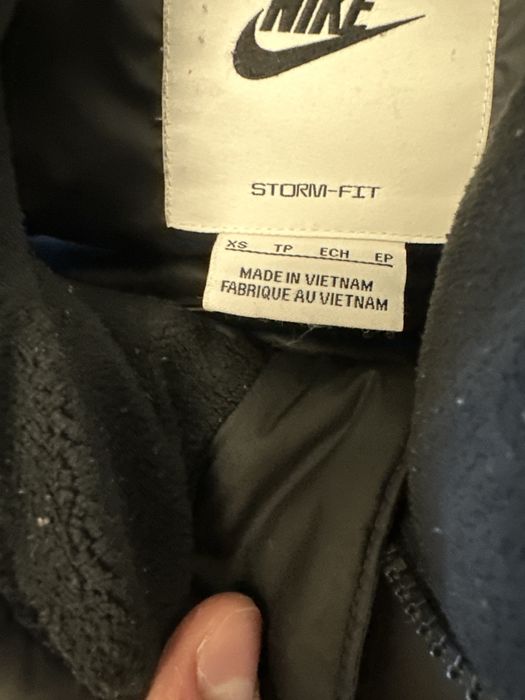 NIKE
STORM-FIT
XS TP ECH EP
MADE IN VIETNAM
FABRIQUE AU VIETNAM